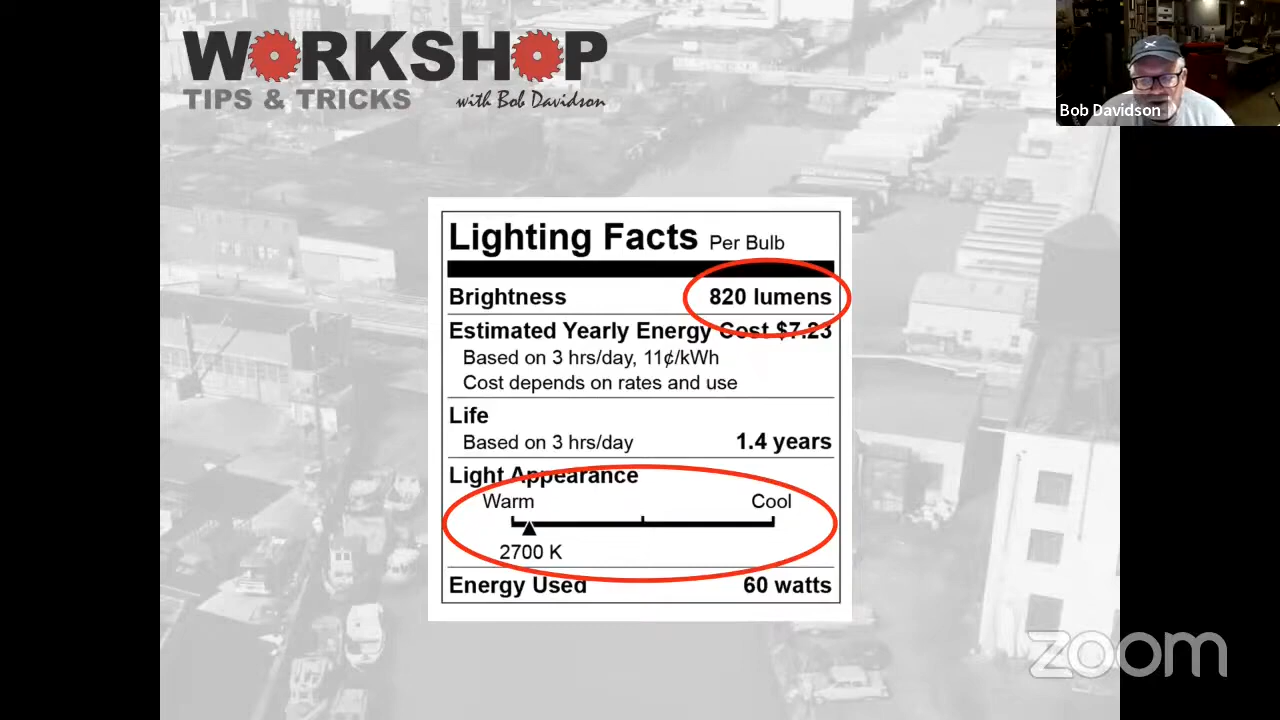 WORKSHOP
TIPS & TRICKS with Bob Davidson
Bob Davidson
Lighting Facts Per Bulb
Brightness 820 lumens
Estimated Yearly Energy Cost $7.23
Based on 3 hrs/day, 11¢/kWh
Cost depends on rates and use
Life
Based on 3 hrs/day 1.4 years
Light Appearance
Warm Cool
2700 K
Energy Used 60 watts
zoom